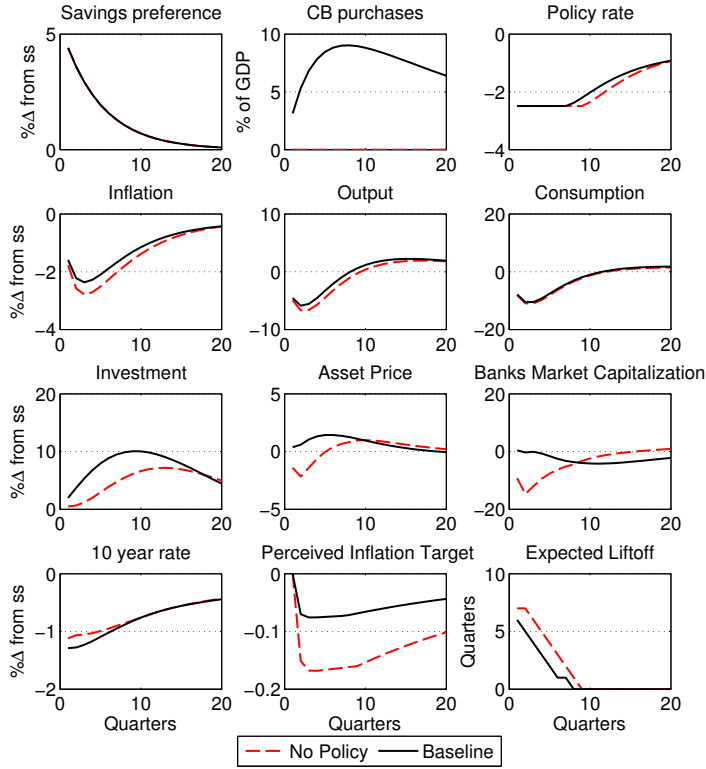 Savings preference
CB purchases
Policy rate
%Δ from ss
5
0
0 10 20
% of GDP
10
5
0
0 10 20
0
−2
−4
0 10 20
Inflation
Output
Consumption
%Δ from ss
0
−2
−4
0 10 20
10
0
−10
0 10 20
20
0
−20
0 10 20
Investment
Asset Price
Banks Market Capitalization
%Δ from ss
20
10
0
0 10 20
5
0
−5
0 10 20
20
0
−20
0 10 20
10 year rate
Perceived Inflation Target
Expected Liftoff
%Δ from ss
0
−1
−2
0 10 20
Quarters
0
−0.1
−0.2
0 10 20
Quarters
Quarters
10
5
0
0 10 20
Quarters
No Policy
Baseline